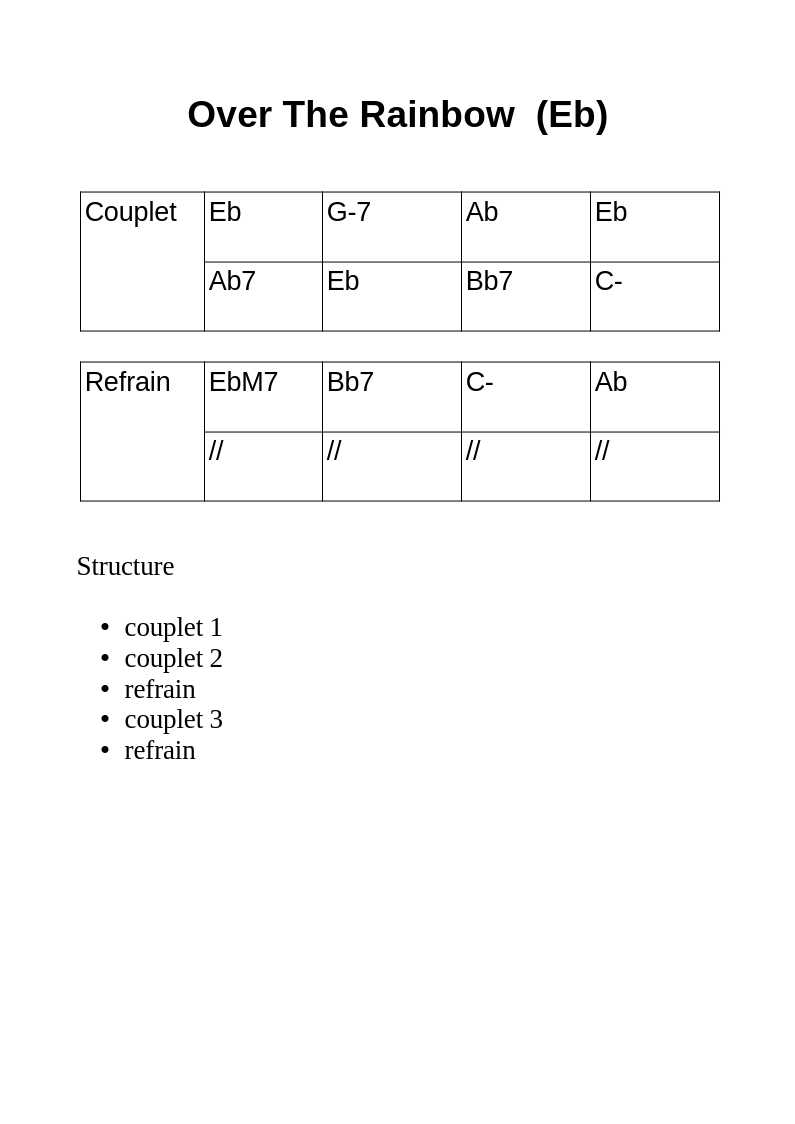 Over The Rainbow  (Eb)
Couplet Eb G-7 Ab Eb
Ab7 Eb Bb7 C-
Refrain EbM7 Bb7 C- Ab
// // // //
Structure
• couplet 1
• couplet 2
• refrain
• couplet 3
• refrain